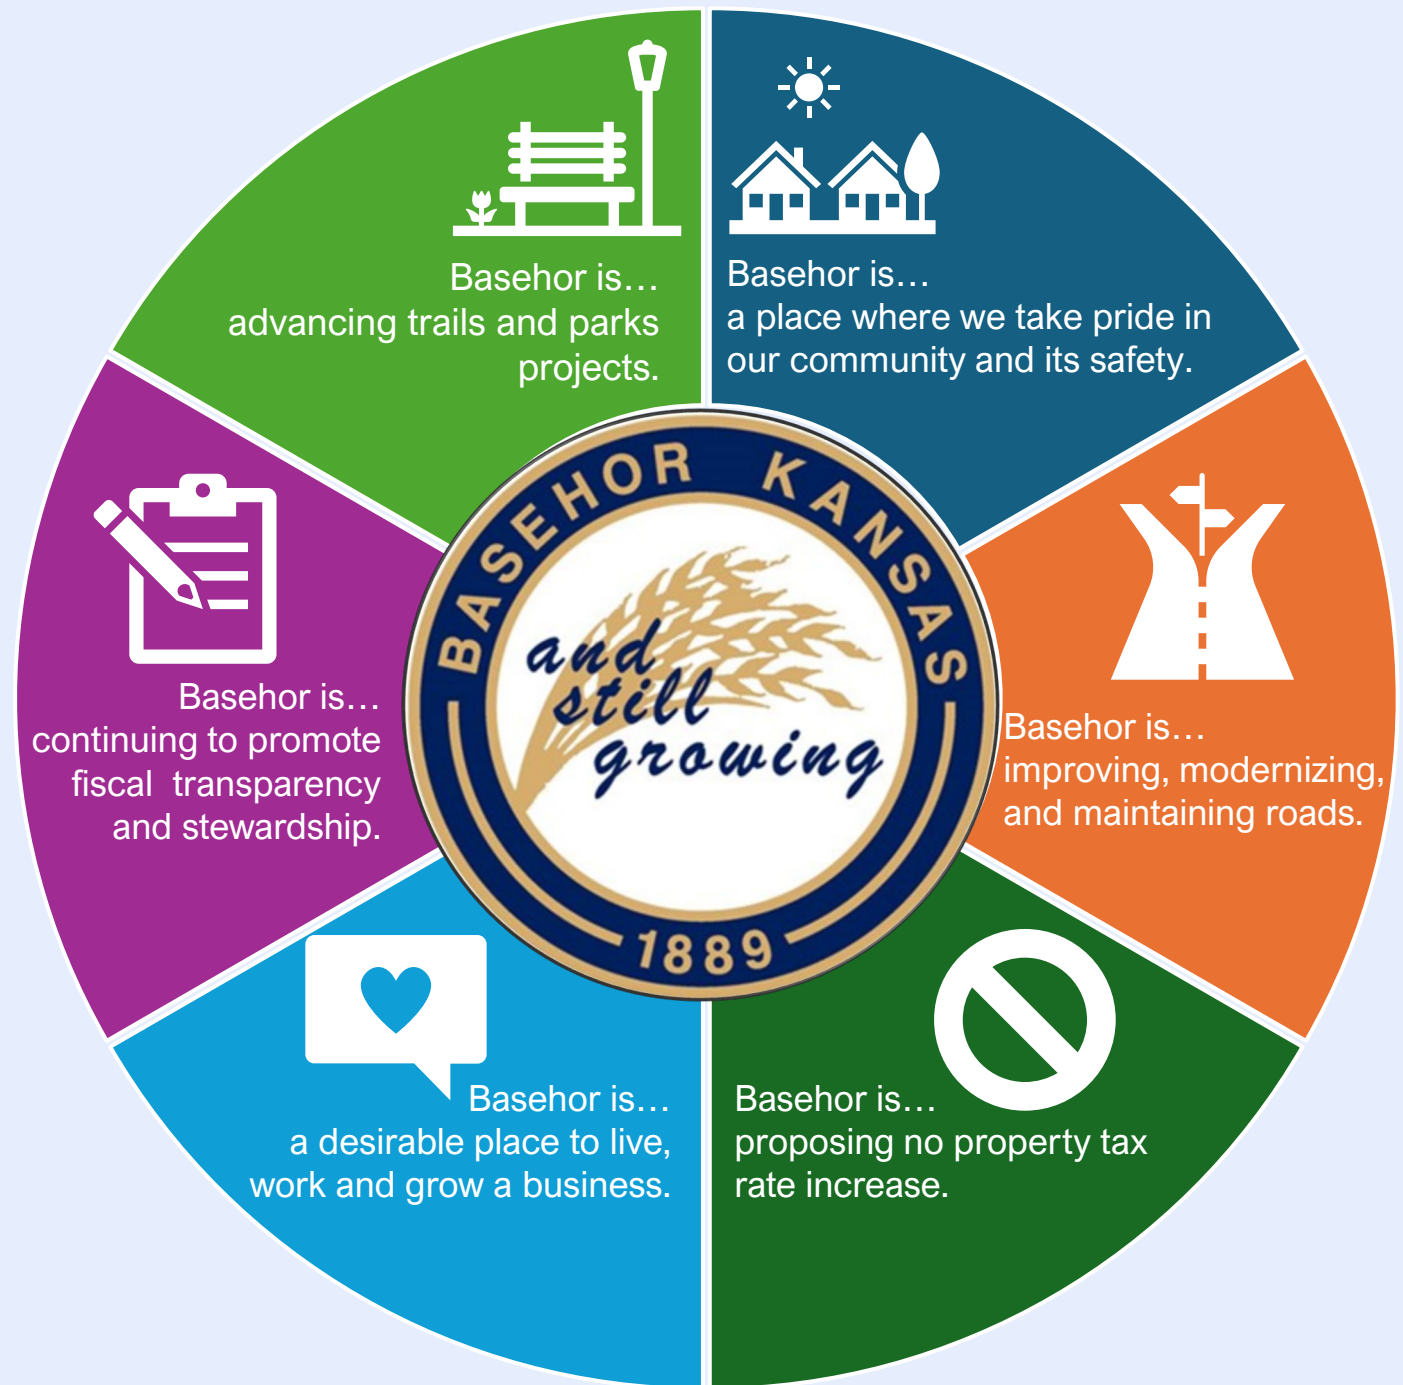 Basehor is…
advancing trails and parks
projects.
Basehor is…
a place where we take pride in
our community and its safety.
Basehor is…
continuing to promote
fiscal  transparency
and stewardship.
BASEHOR KANSAS
and
still
growing
1889
Basehor is…
improving, modernizing,
and maintaining roads.
Basehor is…
a desirable place to live,
work and grow a business.
Basehor is…
proposing no property tax
rate increase.